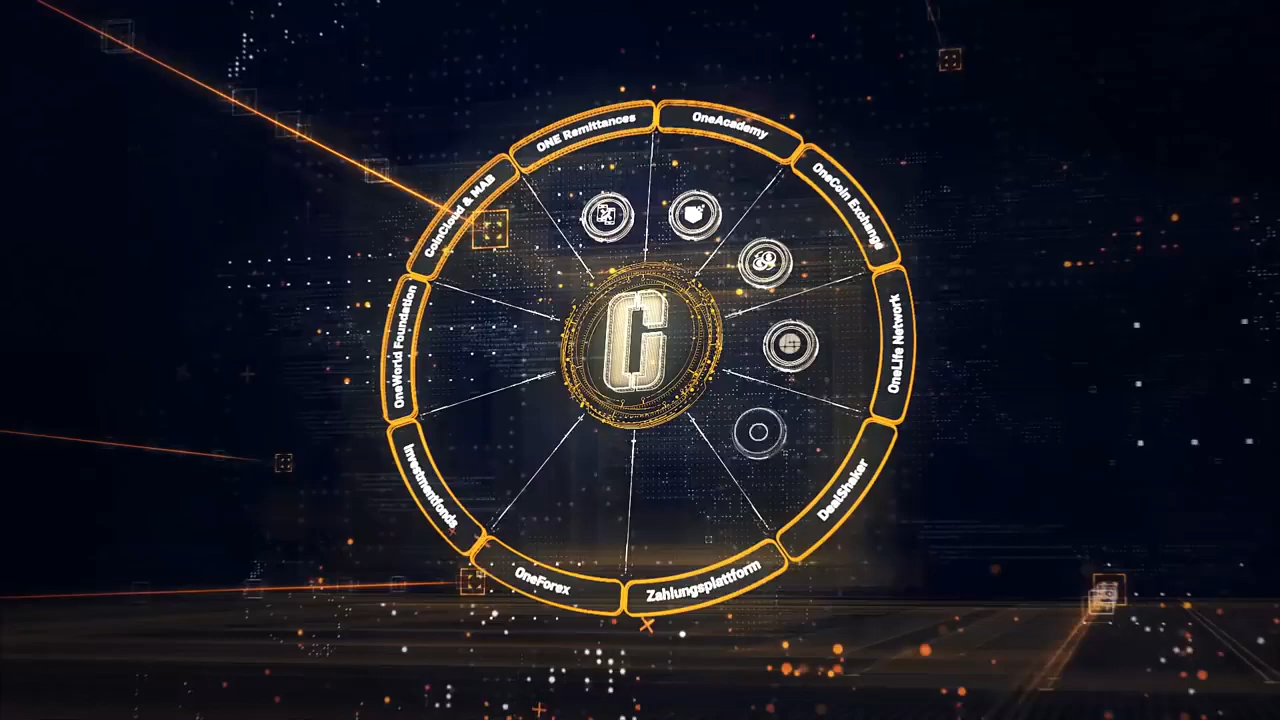 OneAcademy
OneCoin Exchange
OneLife Network
DealShaker
Zahlungsplattform
OneForex
Investmentfonds
OneWorld Foundation
CoinCloud & MAB
ONE Remittances
C